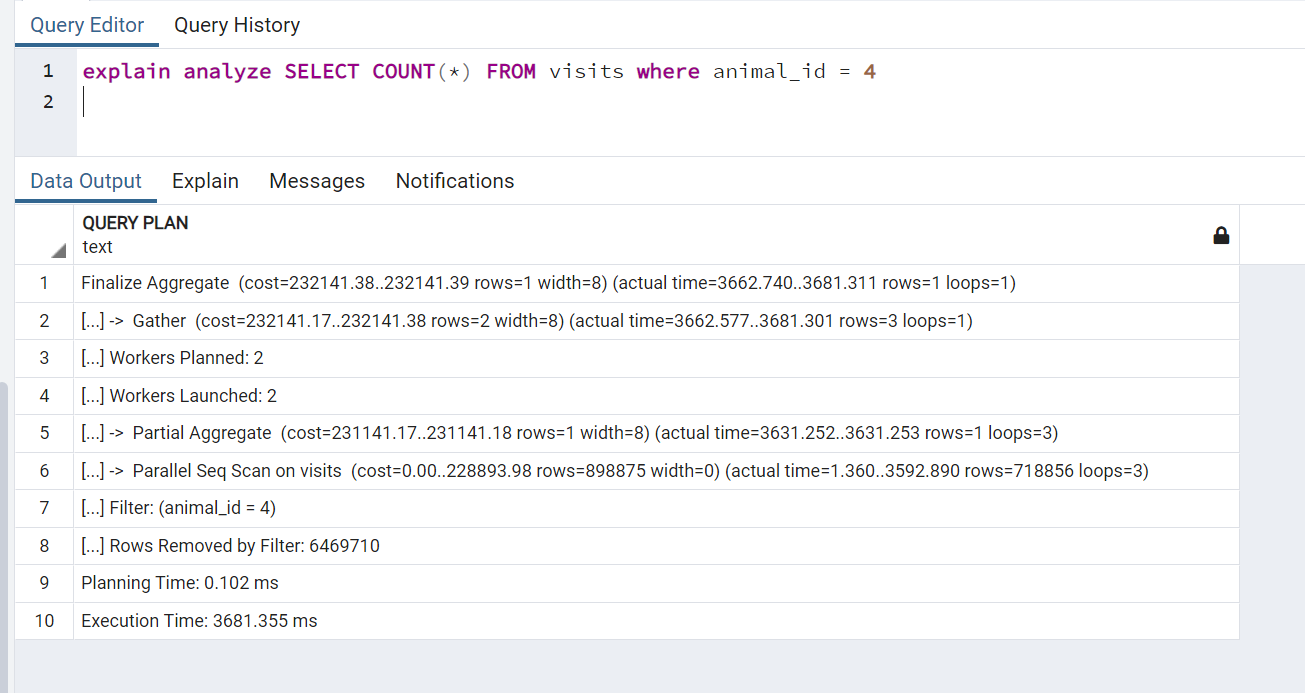 Query Editor Query History
1 explain analyze SELECT COUNT(*) FROM visits where animal_id = 4
2
Data Output Explain Messages Notifications
QUERY PLAN
text
1 Finalize Aggregate (cost=232141.38..232141.39 rows=1 width=8) (actual time=3662.740..3681.311 rows=1 loops=1)
2 [...] -> Gather (cost=232141.17..232141.38 rows=2 width=8) (actual time=3662.577..3681.301 rows=3 loops=1)
3 [...] Workers Planned: 2
4 [...] Workers Launched: 2
5 [...] -> Partial Aggregate (cost=231141.17..231141.18 rows=1 width=8) (actual time=3631.252..3631.253 rows=1 loops=3)
6 [...] -> Parallel Seq Scan on visits (cost=0.00..228893.98 rows=898875 width=0) (actual time=1.360..3592.890 rows=718856 loops=3)
7 [...] Filter: (animal_id = 4)
8 [...] Rows Removed by Filter: 6469710
9 Planning Time: 0.102 ms
10 Execution Time: 3681.355 ms